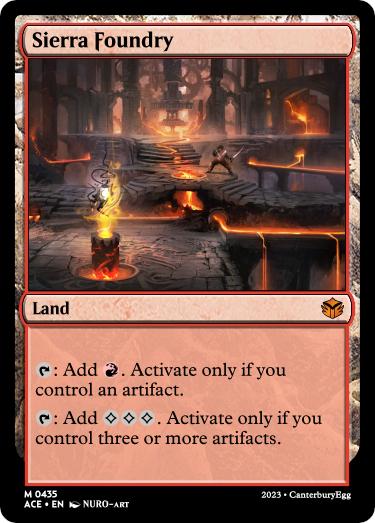 Sierra Foundry
Land
: Add . Activate only if you
control an artifact.
: Add . Activate only if you
control three or more artifacts.
M 0435
ACE • EN NURO-ART
2023 • CanterburyEgg